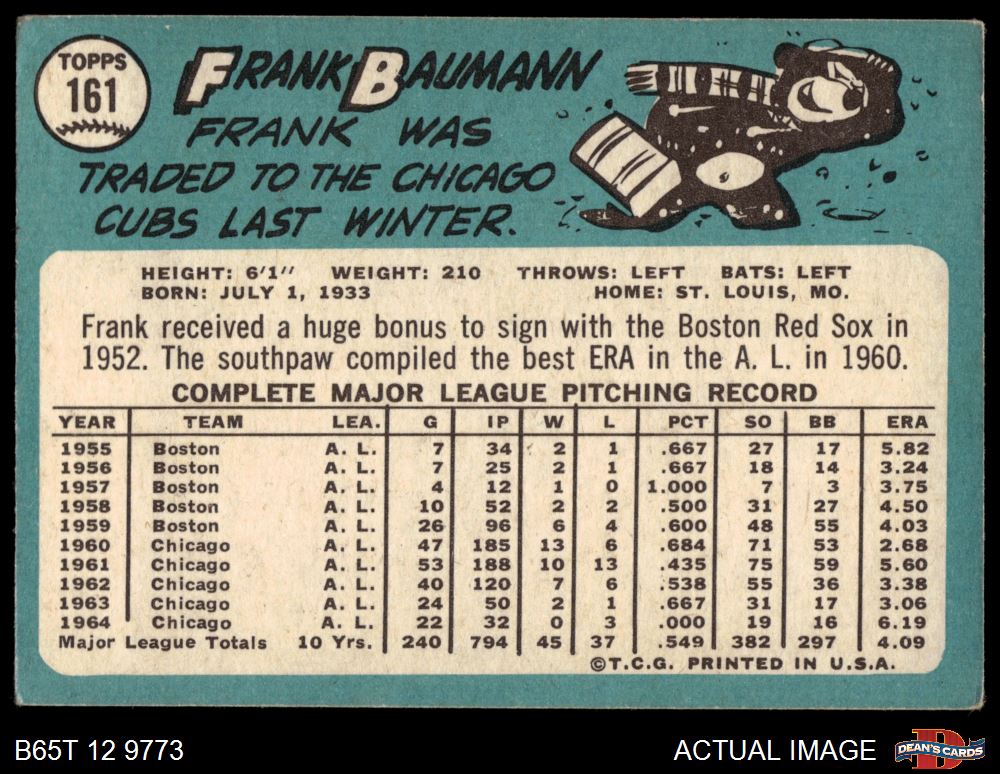 TOPPS
161
FRANK BAUMANN
FRANK WAS
TRADED TO THE CHICAGO
CUBS LAST WINTER.
HEIGHT: 6'1" WEIGHT: 210 THROWS: LEFT BATS: LEFT
BORN: JULY 1, 1933 HOME: ST. LOUIS, MO.
Frank received a huge bonus to sign with the Boston Red Sox in
1952. The southpaw compiled the best ERA in the A. L. in 1960.
COMPLETE MAJOR LEAGUE PITCHING RECORD
YEAR TEAM LEA. G IP W L PCT SO BB ERA
1955 Boston A. L. 7 34 2 1 .667 27 17 5.82
1956 Boston A. L. 7 25 2 1 .667 18 14 3.24
1957 Boston A. L. 4 12 1 0 1.000 7 3 3.75
1958 Boston A. L. 10 52 2 2 .500 31 27 4.50
1959 Boston A. L. 26 96 6 4 .600 48 55 4.03
1960 Chicago A. L. 47 185 13 6 .684 71 53 2.68
1961 Chicago A. L. 53 188 10 13 .435 75 59 5.60
1962 Chicago A. L. 40 120 7 6 .538 55 36 3.38
1963 Chicago A. L. 24 50 2 1 .667 31 17 3.06
1964 Chicago A. L. 22 32 0 3 .000 19 16 6.19
Major League Totals 10 Yrs. 240 794 45 37 .549 382 297 4.09
©T.C.G. PRINTED IN U.S.A.
B65T 12 9773 ACTUAL IMAGE
D
DEAN'S CARDS